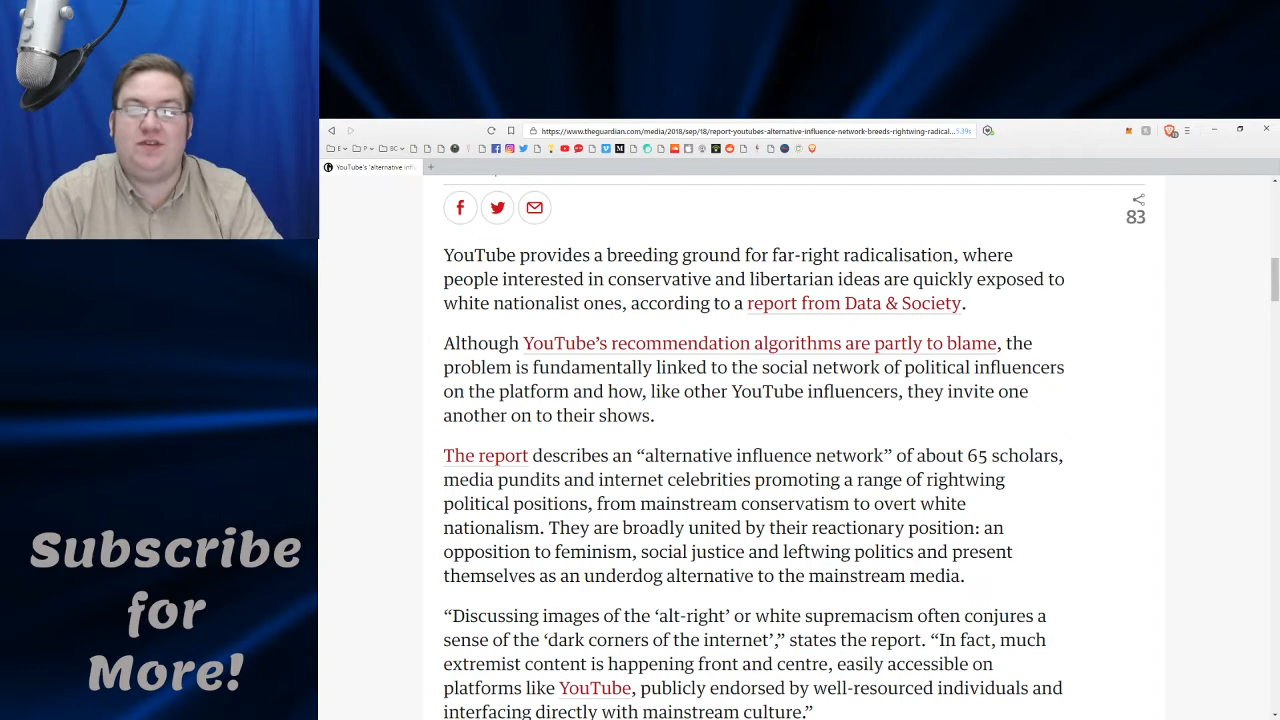 https://www.theguardian.com/media/2018/sep/18/report-youtubes-alternative-influence-network-breeds-rightwing-radical... 5.39s
YouTube's 'alternative infl
83
YouTube provides a breeding ground for far-right radicalisation, where
people interested in conservative and libertarian ideas are quickly exposed to
white nationalist ones, according to a report from Data & Society.
Although YouTube’s recommendation algorithms are partly to blame, the
problem is fundamentally linked to the social network of political influencers
on the platform and how, like other YouTube influencers, they invite one
another on to their shows.
The report describes an “alternative influence network” of about 65 scholars,
media pundits and internet celebrities promoting a range of rightwing
political positions, from mainstream conservatism to overt white
nationalism. They are broadly united by their reactionary position: an
opposition to feminism, social justice and leftwing politics and present
themselves as an underdog alternative to the mainstream media.
“Discussing images of the ‘alt-right’ or white supremacism often conjures a
sense of the ‘dark corners of the internet’,” states the report. “In fact, much
extremist content is happening front and centre, easily accessible on
platforms like YouTube, publicly endorsed by well-resourced individuals and
interfacing directly with mainstream culture.”
Subscribe
for
More!